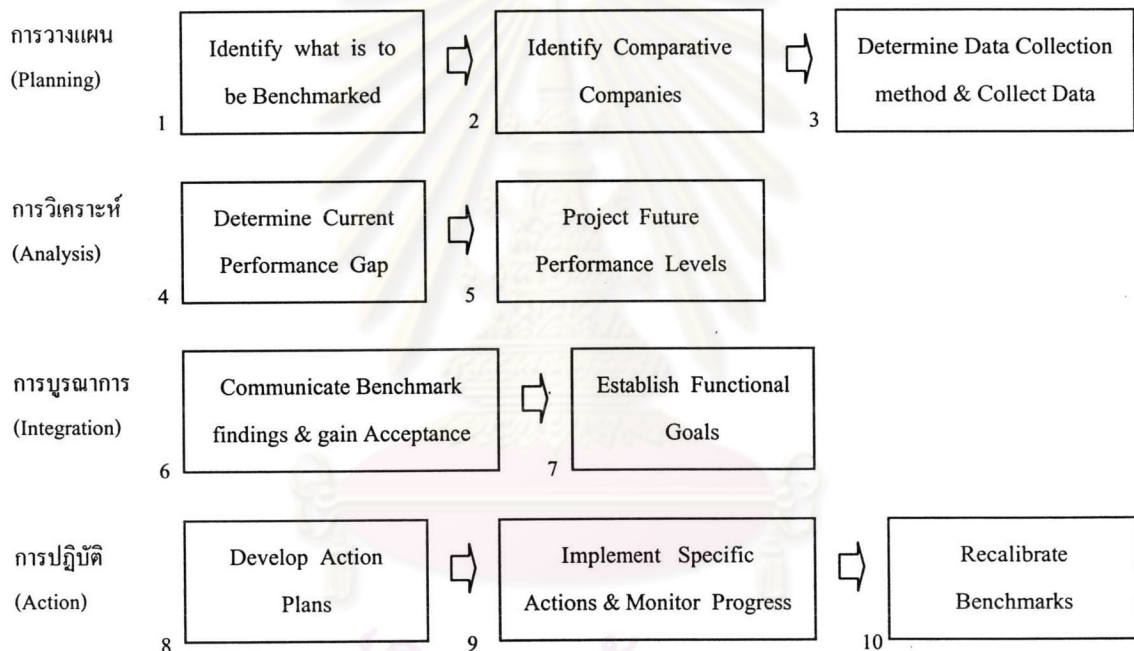 การวางแผน
(Planning)
1
Identify what is to
be Benchmarked
2
Identify Comparative
Companies
3
Determine Data Collection
method & Collect Data
การวิเคราะห์
(Analysis)
4
Determine Current
Performance Gap
5
Project Future
Performance Levels
การบูรณาการ
(Integration)
6
Communicate Benchmark
findings & gain Acceptance
7
Establish Functional
Goals
การปฏิบัติ
(Action)
8
Develop Action
Plans
9
Implement Specific
Actions & Monitor Progress
10
Recalibrate
Benchmarks